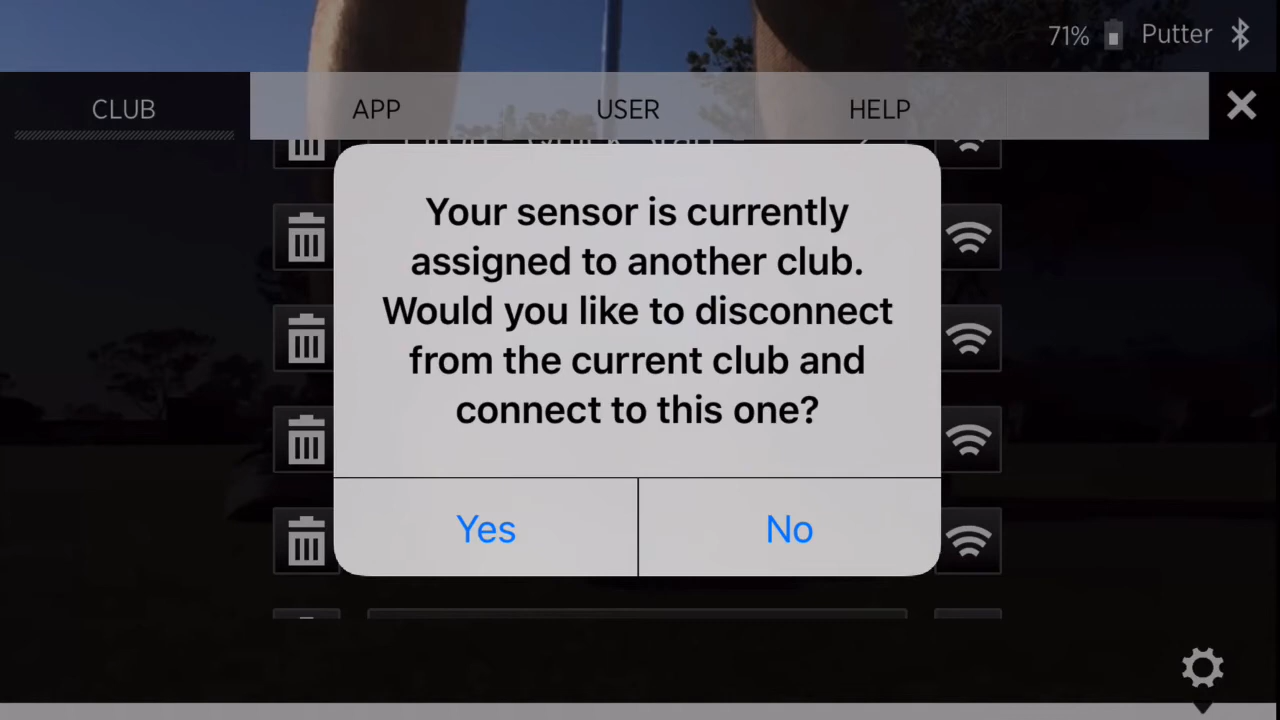 71% Putter
CLUB APP USER HELP
Your sensor is currently
assigned to another club.
Would you like to disconnect
from the current club and
connect to this one?
Yes No